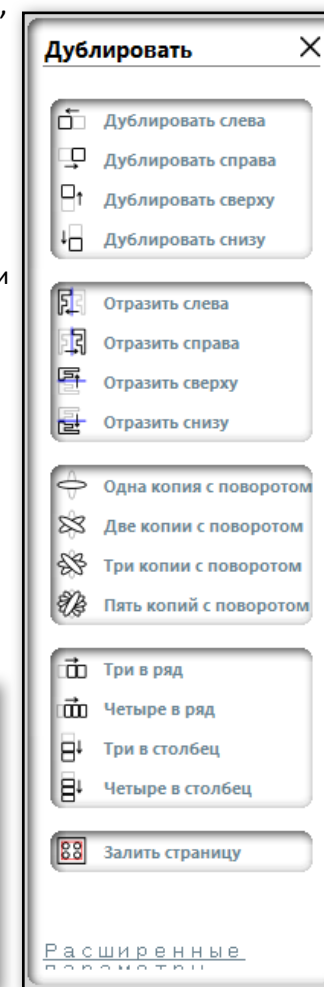 ,
Дублировать
Дублировать слева
Дублировать справа
Дублировать сверху
Дублировать снизу
и
Отразить слева
Отразить справа
Отразить сверху
Отразить снизу
Одна копия с поворотом
Две копии с поворотом
Три копии с поворотом
Пять копий с поворотом
Три в ряд
Четыре в ряд
Три в столбец
Четыре в столбец
Залить страницу
Расширенные